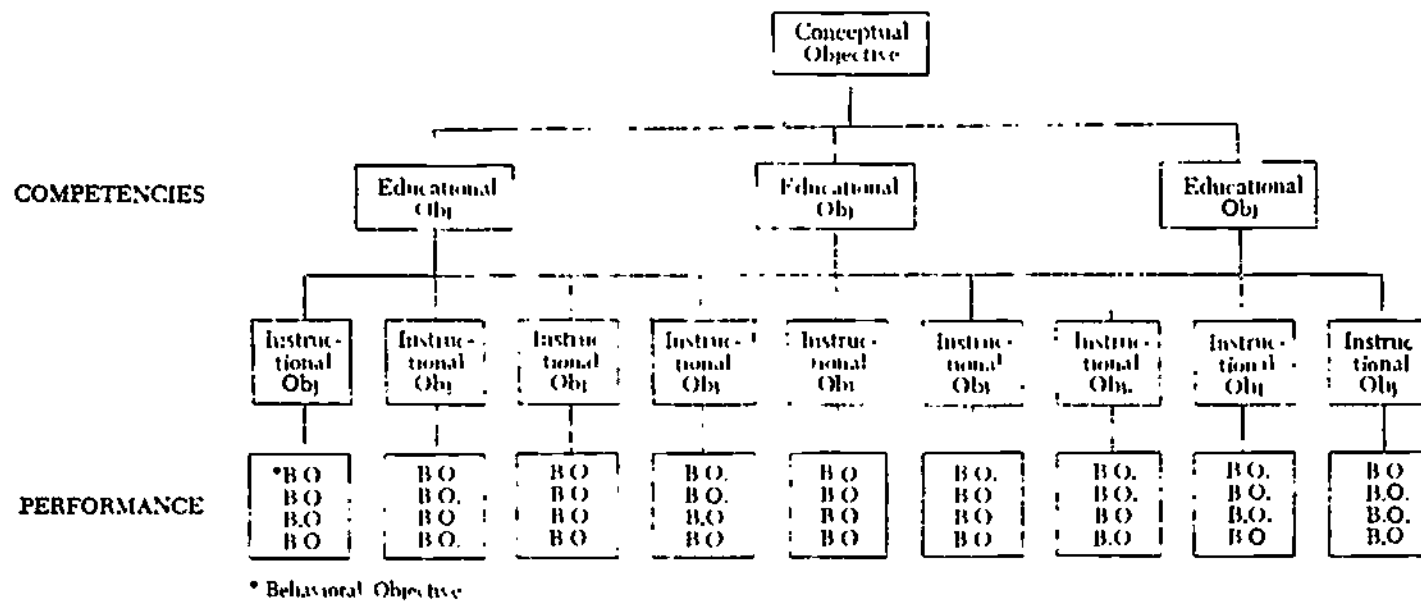 Conceptual
Objective
COMPETENCIES
Educational
Obj
Educational
Obj
Educational
Obj
Instruc-
tional
Obj
Instruc-
tional
Obj
Instruc-
tional
Obj
Instruc-
tional
Obj
Instruc-
tional
Obj
Instruc-
tional
Obj
Instruc-
tional
Obj.
Instruc-
tional
Obj
Instruc
tional
Obj
PERFORMANCE
*B O
B O
B.O
B O
B O
B O.
B O
B O.
B O
B O
B O
B O
B O.
B O.
B.O
B O
B O
B O
B O
B O
B O.
B O
B O
B O
B O.
B O.
B O
B.O
B O.
B O.
B.O.
B O
B O
B.O.
B.O.
B.O
* Behavioral Objective